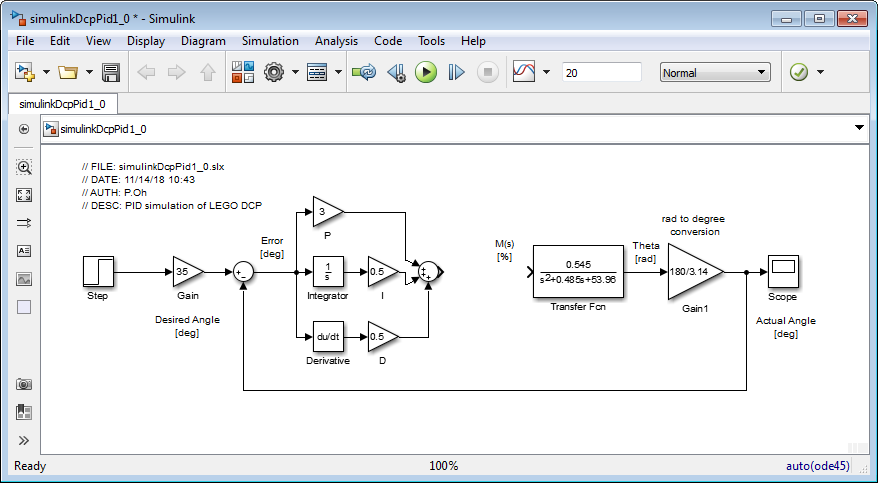 simulinkDcpPid1_0 * - Simulink
File Edit View Display Diagram Simulation Analysis Code Tools Help
20
Normal
simulinkDcpPid1_0
simulinkDcpPid1_0
// FILE: simulinkDcpPid1_0.slx
// DATE: 11/14/18 10:43
// AUTH: P.Oh
// DESC: PID simulation of LEGO DCP
3
P
Error
[deg]
M(s)
[%]
rad to degree
conversion
Theta
[rad]
Step
35
Gain
Desired Angle
[deg]
1
s
Integrator
0.5
I
0.545
s2+0.485s+53.96
Transfer Fcn
180/3.14
Gain1
Scope
Actual Angle
[deg]
du/dt
Derivative
0.5
D
Ready
100%
auto(ode45)